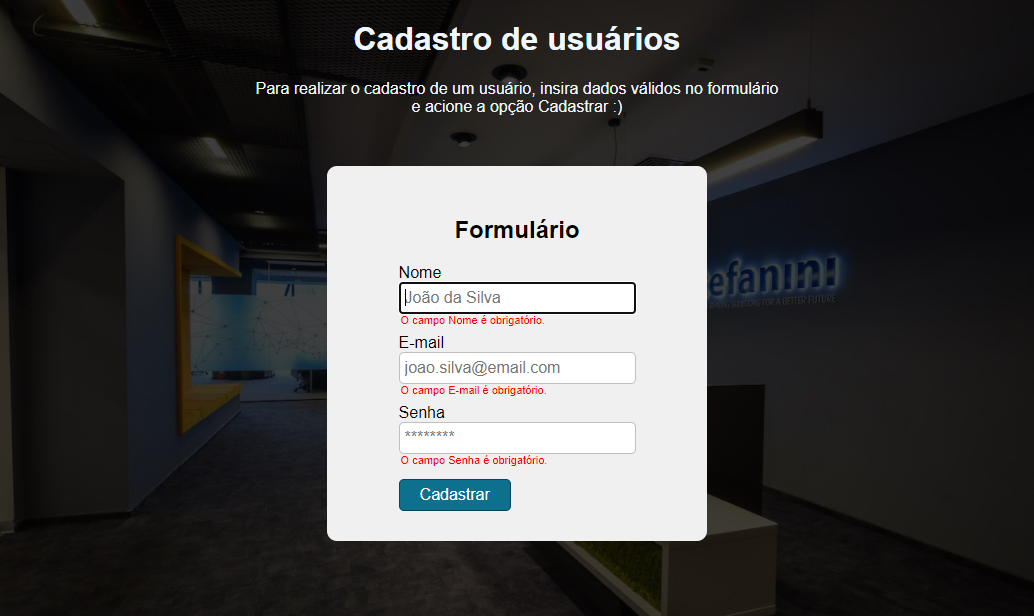 Cadastro de usuários
Para realizar o cadastro de um usuário, insira dados válidos no formulário
e acione a opção Cadastrar :)
Formulário
Nome
João da Silva
O campo Nome é obrigatório.
efanini
E-mail
joao.silva@email.com
O campo E-mail é obrigatório.
Senha
********
O campo Senha é obrigatório.
Cadastrar